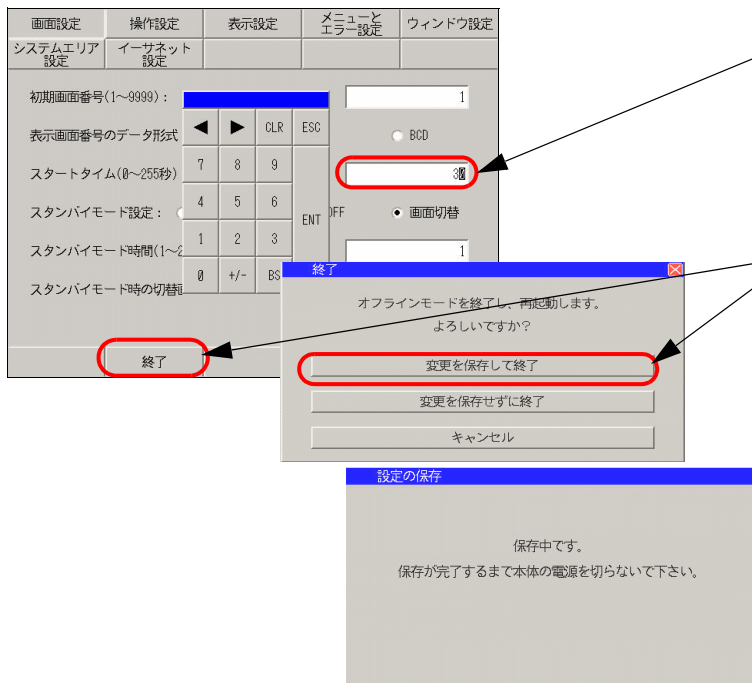 画面設定 操作設定 表示設定 メニューと ウィンドウ設定
エラー設定
システムエリア イーサネット
設定 設定
初期画面番号(1～9999): 1
表示画面番号のデータ形式 BCD
スタートタイム(0～255秒) 30
スタンバイモード設定: OFF 画面切替
スタンバイモード時間(1～2 1
スタンバイモード時の切替画
◀ ▶ CLR ESC
7 8 9
4 5 6
ENT
1 2 3
0 +/- BS
終了
終了
オフラインモードを終了し、再起動します。
よろしいですか?
変更を保存して終了
変更を保存せずに終了
キャンセル
設定の保存
保存中です。
保存が完了するまで本体の電源を切らないで下さい。